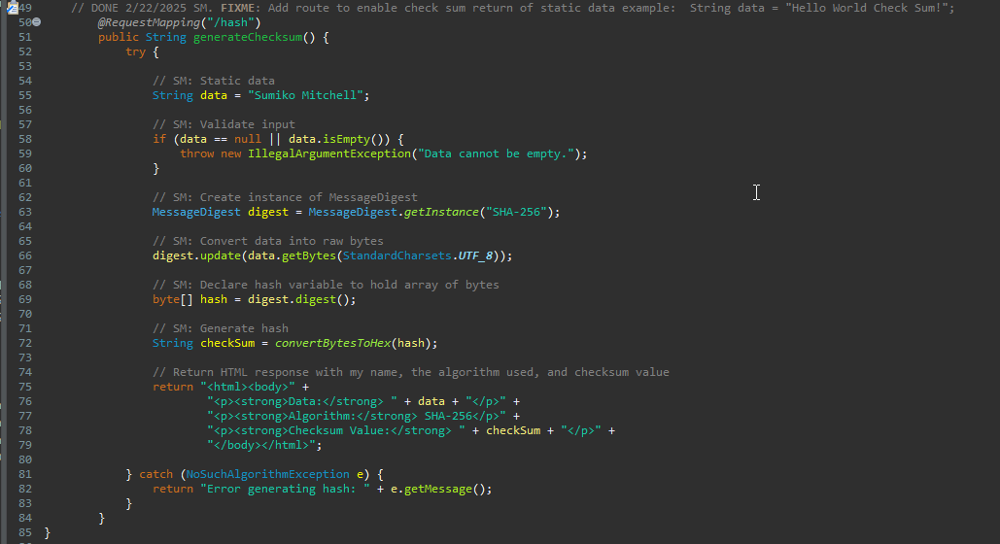 49 // DONE 2/22/2025 SM. FIXME: Add route to enable check sum return of static data example:  String data = "Hello World Check Sum!";
50 @RequestMapping("/hash")
51 public String generateChecksum() {
52 try {
53
54 // SM: Static data
55 String data = "Sumiko Mitchell";
56
57 // SM: Validate input
58 if (data == null || data.isEmpty()) {
59 throw new IllegalArgumentException("Data cannot be empty.");
60 }
61
62 // SM: Create instance of MessageDigest
63 MessageDigest digest = MessageDigest.getInstance("SHA-256");
64
65 // SM: Convert data into raw bytes
66 digest.update(data.getBytes(StandardCharsets.UTF_8));
67
68 // SM: Declare hash variable to hold array of bytes
69 byte[] hash = digest.digest();
70
71 // SM: Generate hash
72 String checkSum = convertBytesToHex(hash);
73
74 // Return HTML response with my name, the algorithm used, and checksum value
75 return "<html><body>" +
76 "<p><strong>Data:</strong> " + data + "</p>" +
77 "<p><strong>Algorithm:</strong> SHA-256</p>" +
78 "<p><strong>Checksum Value:</strong> " + checkSum + "</p>" +
79 "</body></html>";
80
81 } catch (NoSuchAlgorithmException e) {
82 return "Error generating hash: " + e.getMessage();
83 }
84 }
85 }